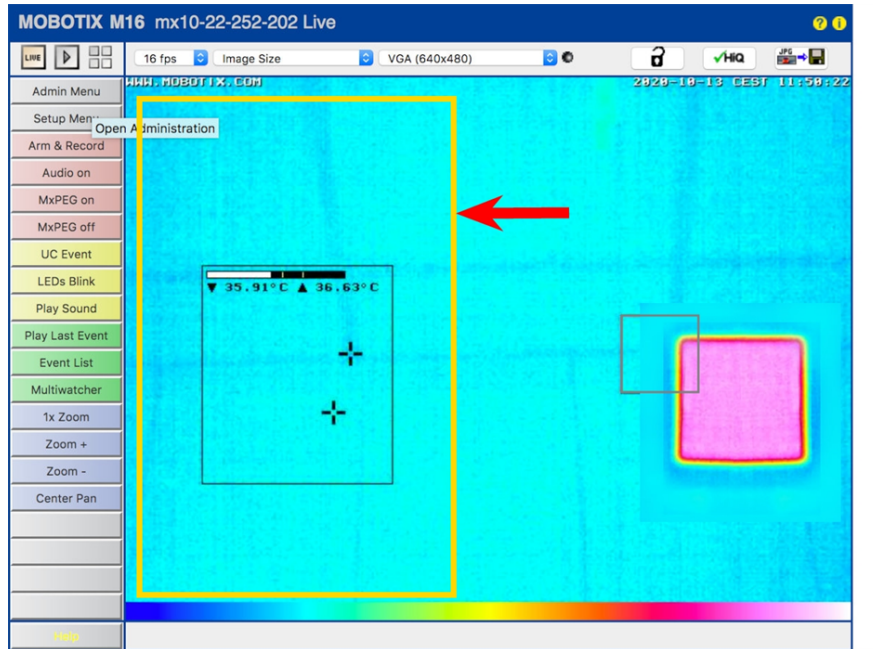 MOBOTIX M16 mx10-22-252-202 Live
? i
LIVE
16 fps
Image Size
VGA (640x480)
HiQ
JPG
WWW.MOBOTIX.COM
2020-10-13 CEST 11:50:22
Admin Menu
Setup Menu
Open Administration
Arm & Record
Audio on
MxPEG on
MxPEG off
UC Event
LEDs Blink
Play Sound
Play Last Event
Event List
Multiwatcher
1x Zoom
Zoom +
Zoom -
Center Pan
Help
▼ 35.91°C ▲ 36.63°C